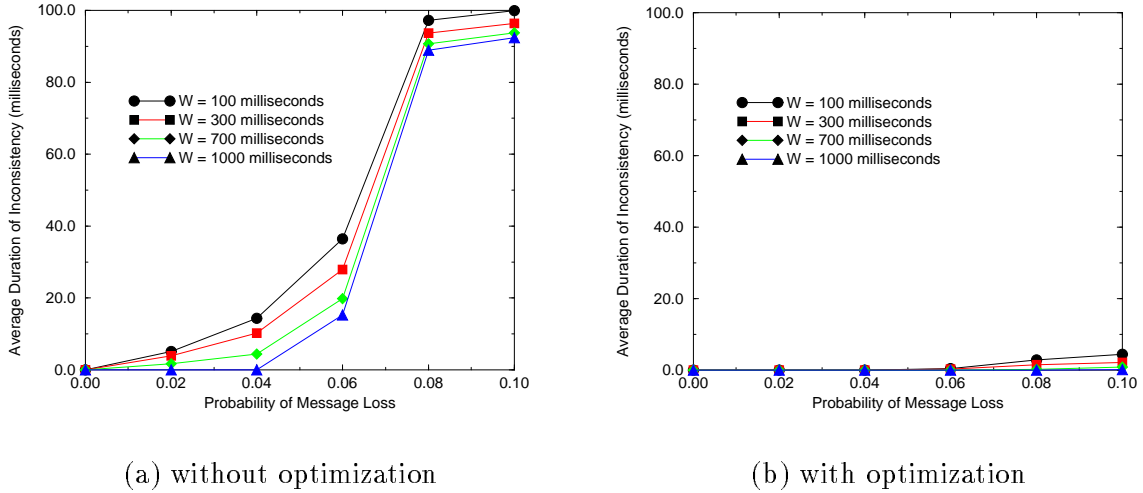 100.0
80.0
60.0
40.0
20.0
0.0
Average Duration of Inconsistency (milliseconds)
W = 100 milliseconds
W = 300 milliseconds
W = 700 milliseconds
W = 1000 milliseconds
0.00 0.02 0.04 0.06 0.08 0.10
Probability of Message Loss
(a) without optimization
100.0
80.0
60.0
40.0
20.0
0.0
Average Duration of Inconsistency (milliseconds)
W = 100 milliseconds
W = 300 milliseconds
W = 700 milliseconds
W = 1000 milliseconds
0.00 0.02 0.04 0.06 0.08 0.10
Probability of Message Loss
(b) with optimization